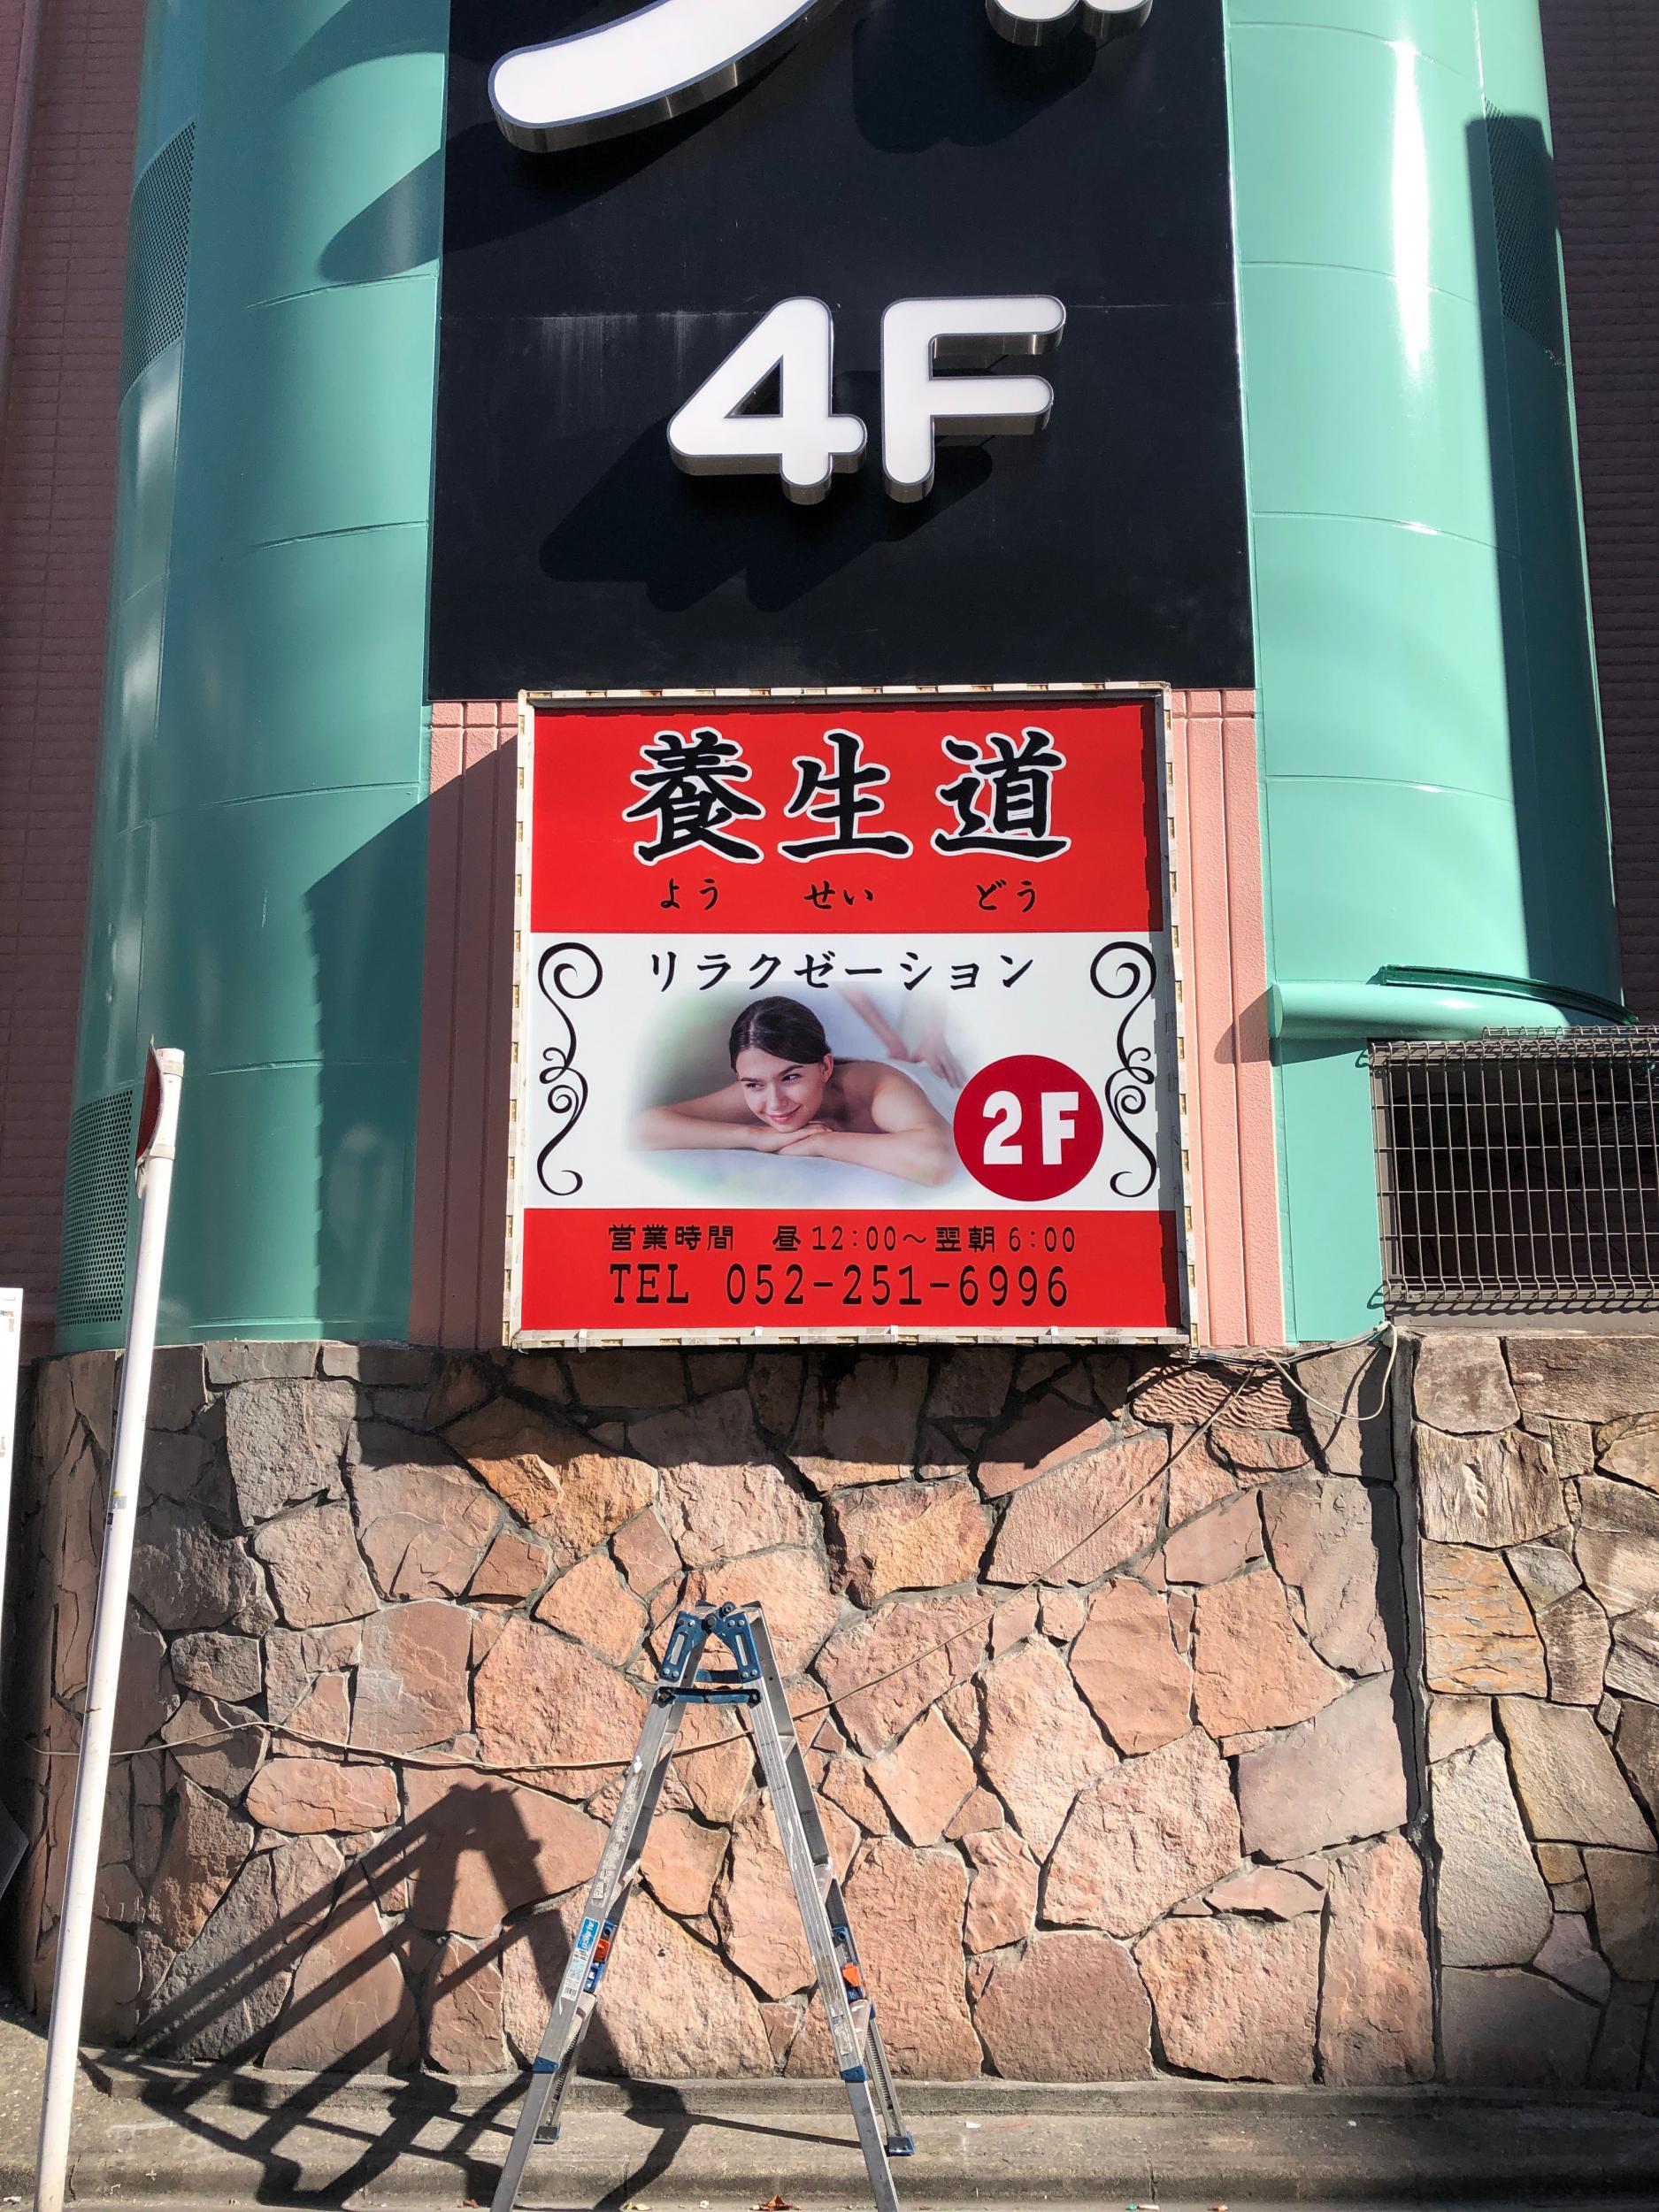 4F
養生道
よう せい どう
リラクゼーション
2F
営業時間 昼12:00～翌朝6:00
TEL 052-251-6996